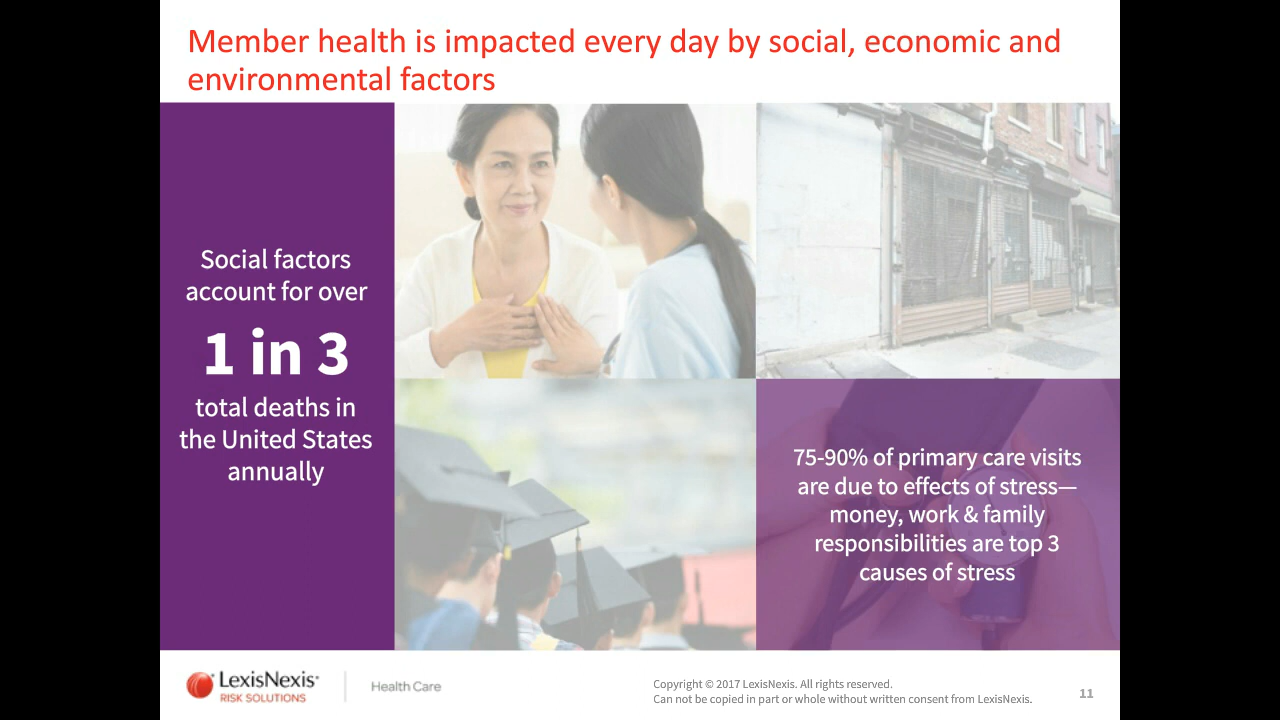 Member health is impacted every day by social, economic and
environmental factors
Social factors
account for over
1 in 3
total deaths in
the United States
annually
75-90% of primary care visits
are due to effects of stress—
money, work & family
responsibilities are top 3
causes of stress
LexisNexis
RISK SOLUTIONS
Health Care
Copyright © 2017 LexisNexis. All rights reserved.
Can not be copied in part or whole without written consent from LexisNexis.
11